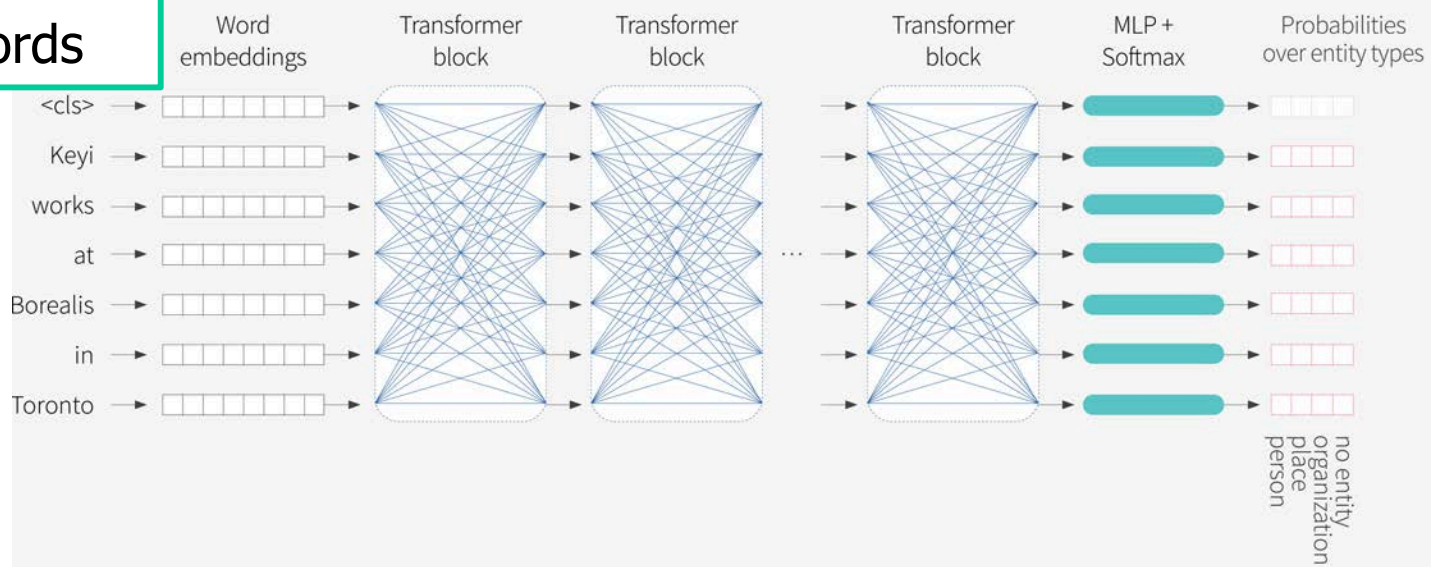 ords
Word
embeddings
Transformer
block
Transformer
block
Transformer
block
MLP +
Softmax
Probabilities
over entity types
<cls>
Keyi
works
at
...
Borealis
in
Toronto
person
place
organization
no entity